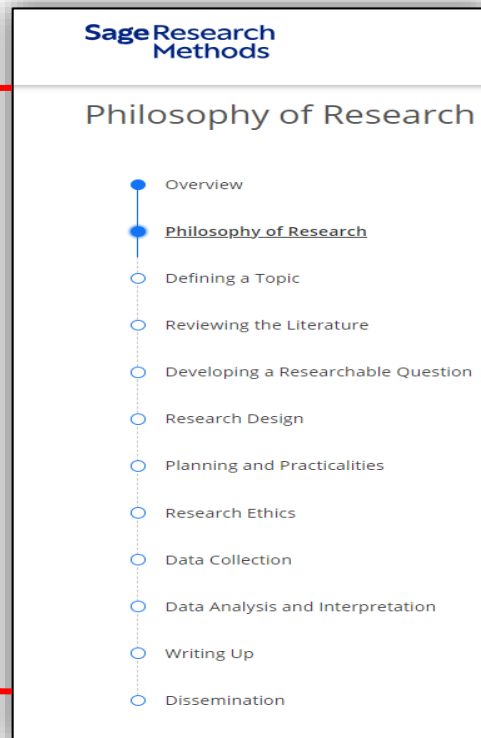 Sage Research
Methods
Philosophy of Research
Overview
Philosophy of Research
Defining a Topic
Reviewing the Literature
Developing a Researchable Question
Research Design
Planning and Practicalities
Research Ethics
Data Collection
Data Analysis and Interpretation
Writing Up
Dissemination